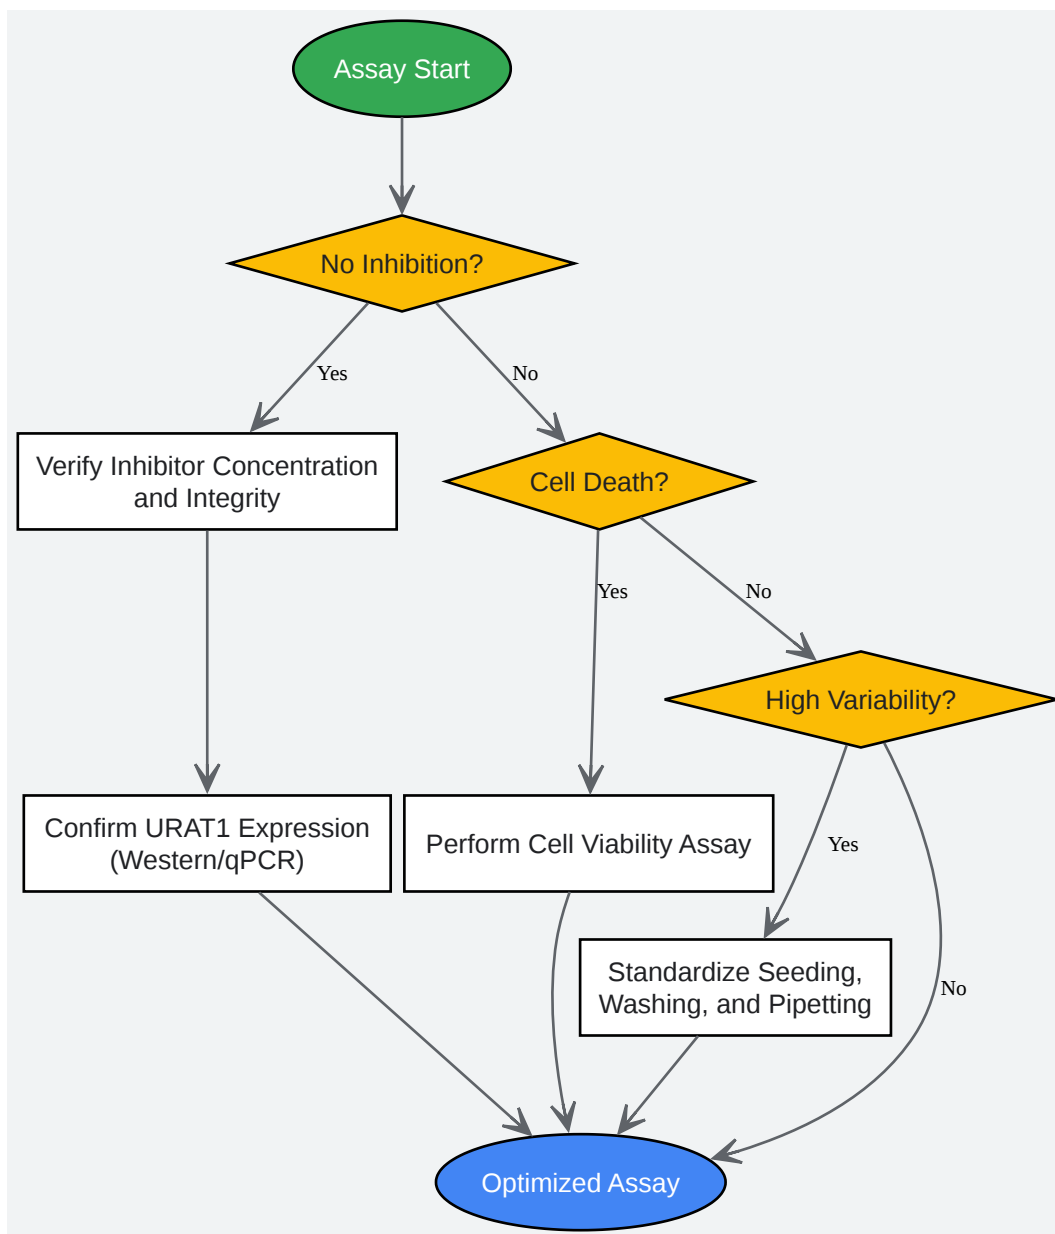 Assay Start
No Inhibition?
Yes
No
Verify Inhibitor Concentration
and Integrity
Cell Death?
Yes
No
High Variability?
Confirm URAT1 Expression
(Western/qPCR)
Perform Cell Viability Assay
Yes
Standardize Seeding,
Washing, and Pipetting
No
Optimized Assay